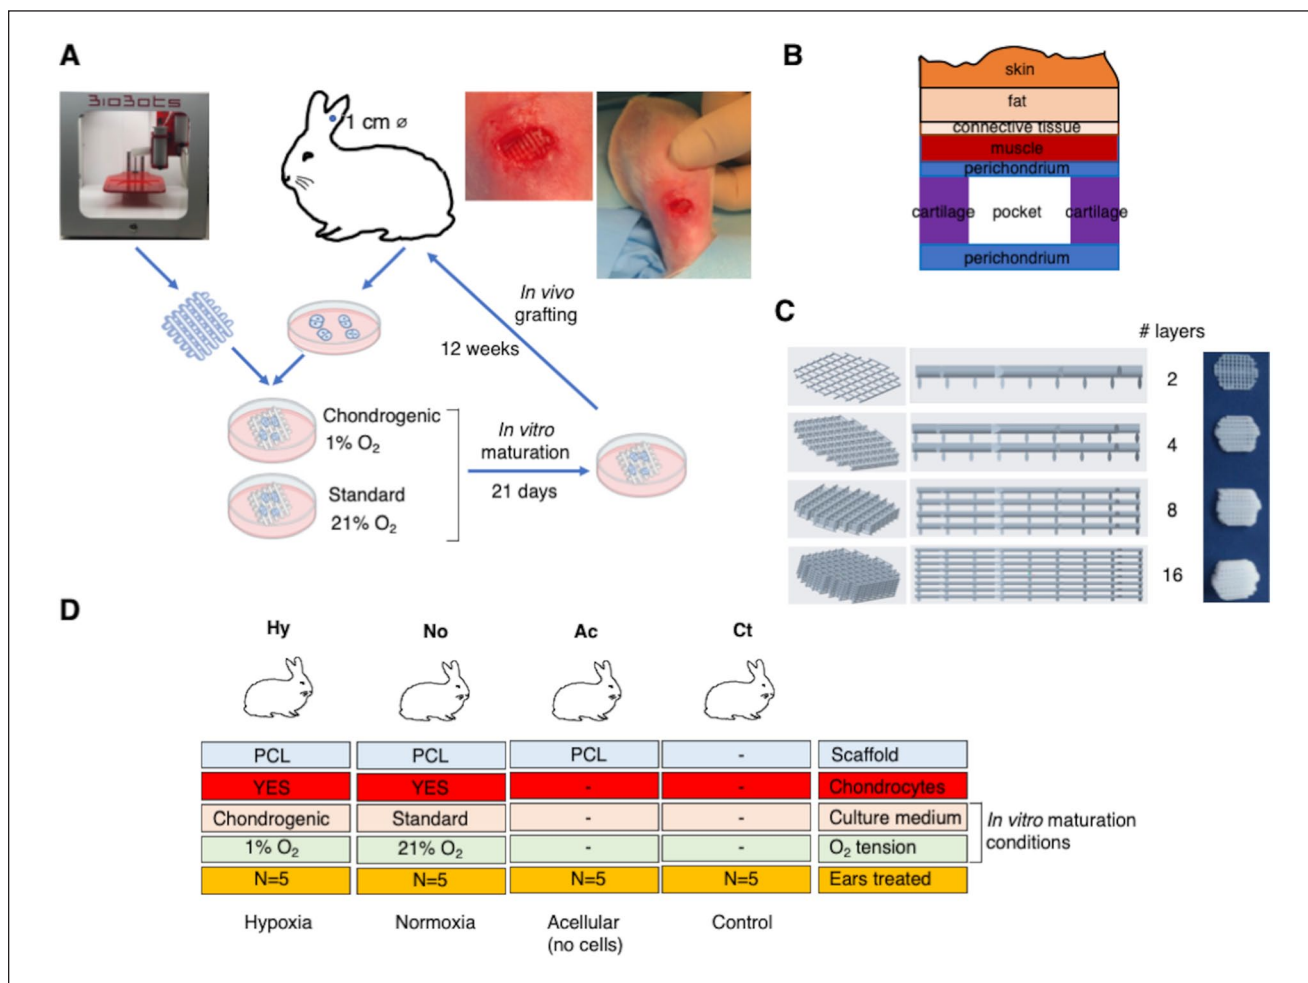 A
BioBots
1 cm ø
In vivo
grafting
12 weeks
Chondrogenic
1% O₂
Standard
21% O₂
In vitro
maturation
21 days
B
skin
fat
connective tissue
muscle
perichondrium
cartilage pocket cartilage
perichondrium
C
# layers
2
4
8
16
D
Hy No Ac Ct
PCL PCL PCL - Scaffold
YES YES - - Chondrocytes
Chondrogenic Standard - - Culture medium
1% O₂ 21% O₂ - - O₂ tension
In vitro maturation
conditions
N=5 N=5 N=5 N=5 Ears treated
Hypoxia Normoxia Acellular Control
(no cells)